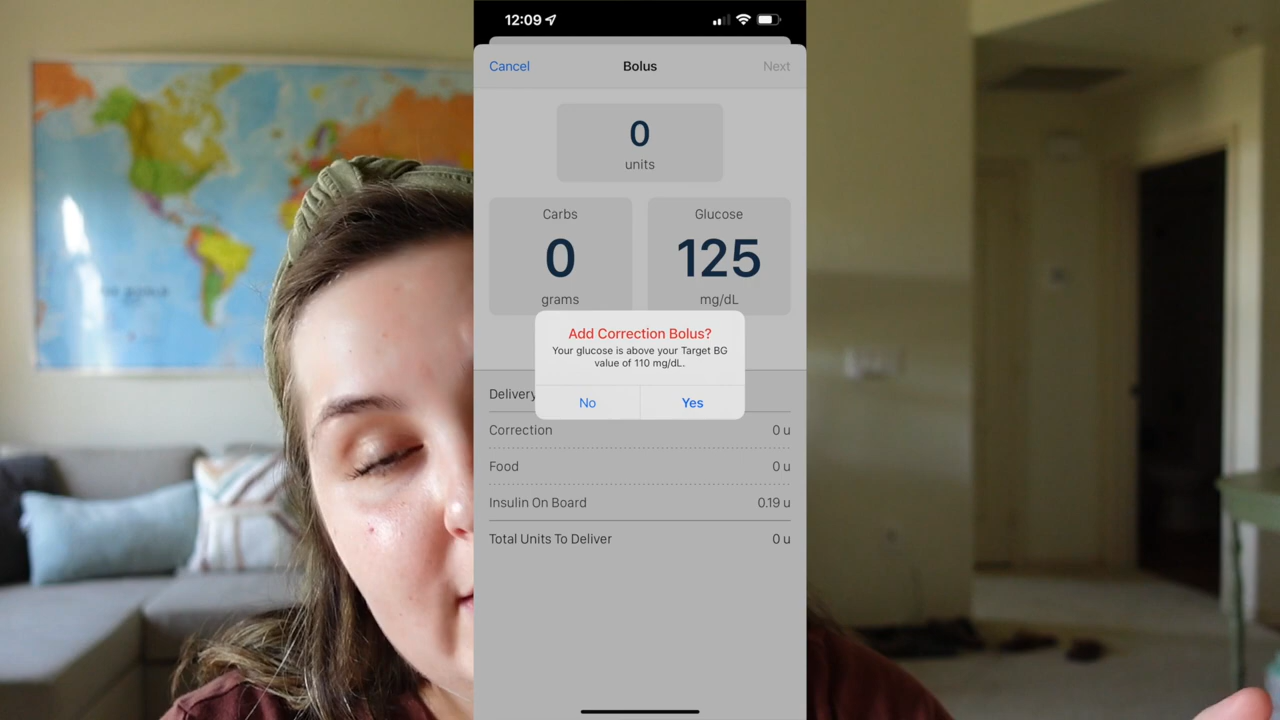 12:09
Cancel
Bolus
Next
0
units
Carbs
Glucose
0
125
grams
mg/dL
Add Correction Bolus?
Your glucose is above your Target BG
value of 110 mg/dL.
No
Yes
Delivery
Correction
0 u
Food
0 u
Insulin On Board
0.19 u
Total Units To Deliver
0 u